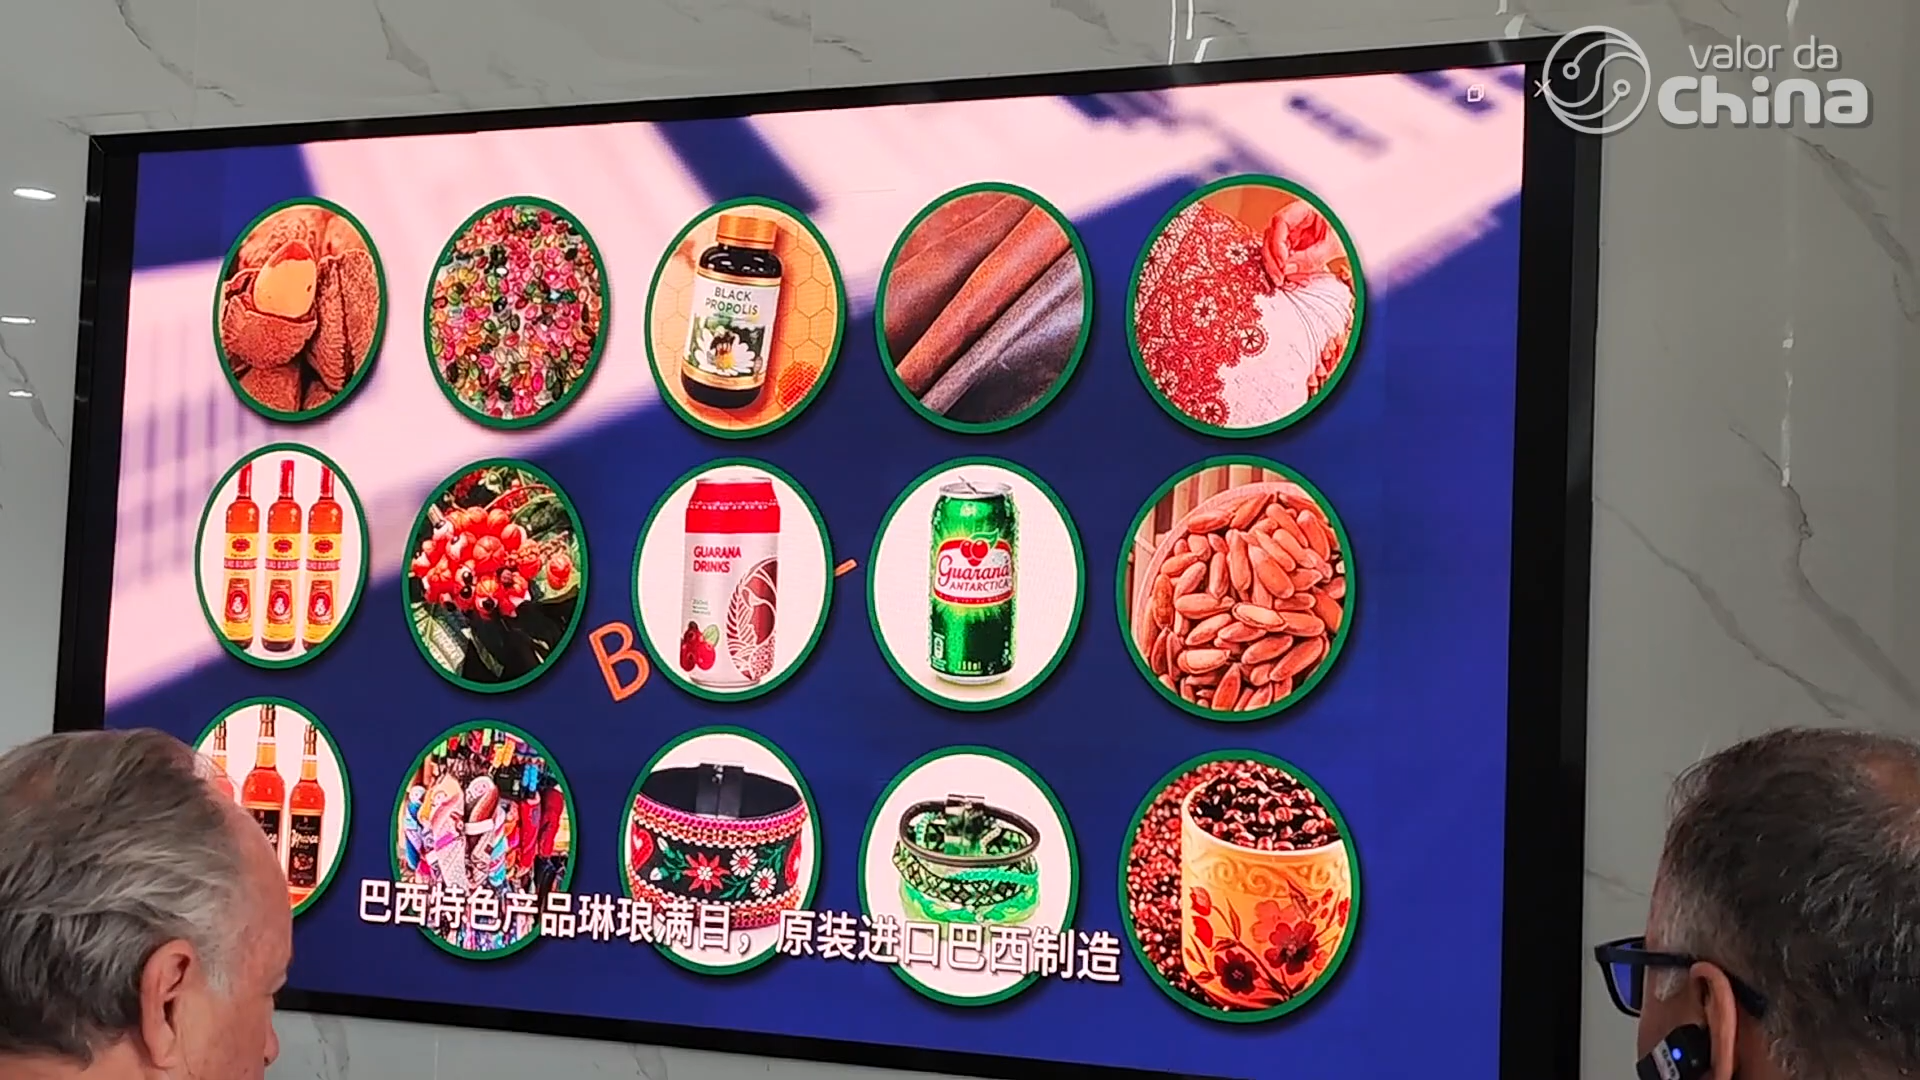 valor da
china
BLACK
PROPOLIS
GUARANA
DRINKS
Guaraná
ANTARCTICA
B
巴西特色产品琳琅满目，原装进口巴西制造